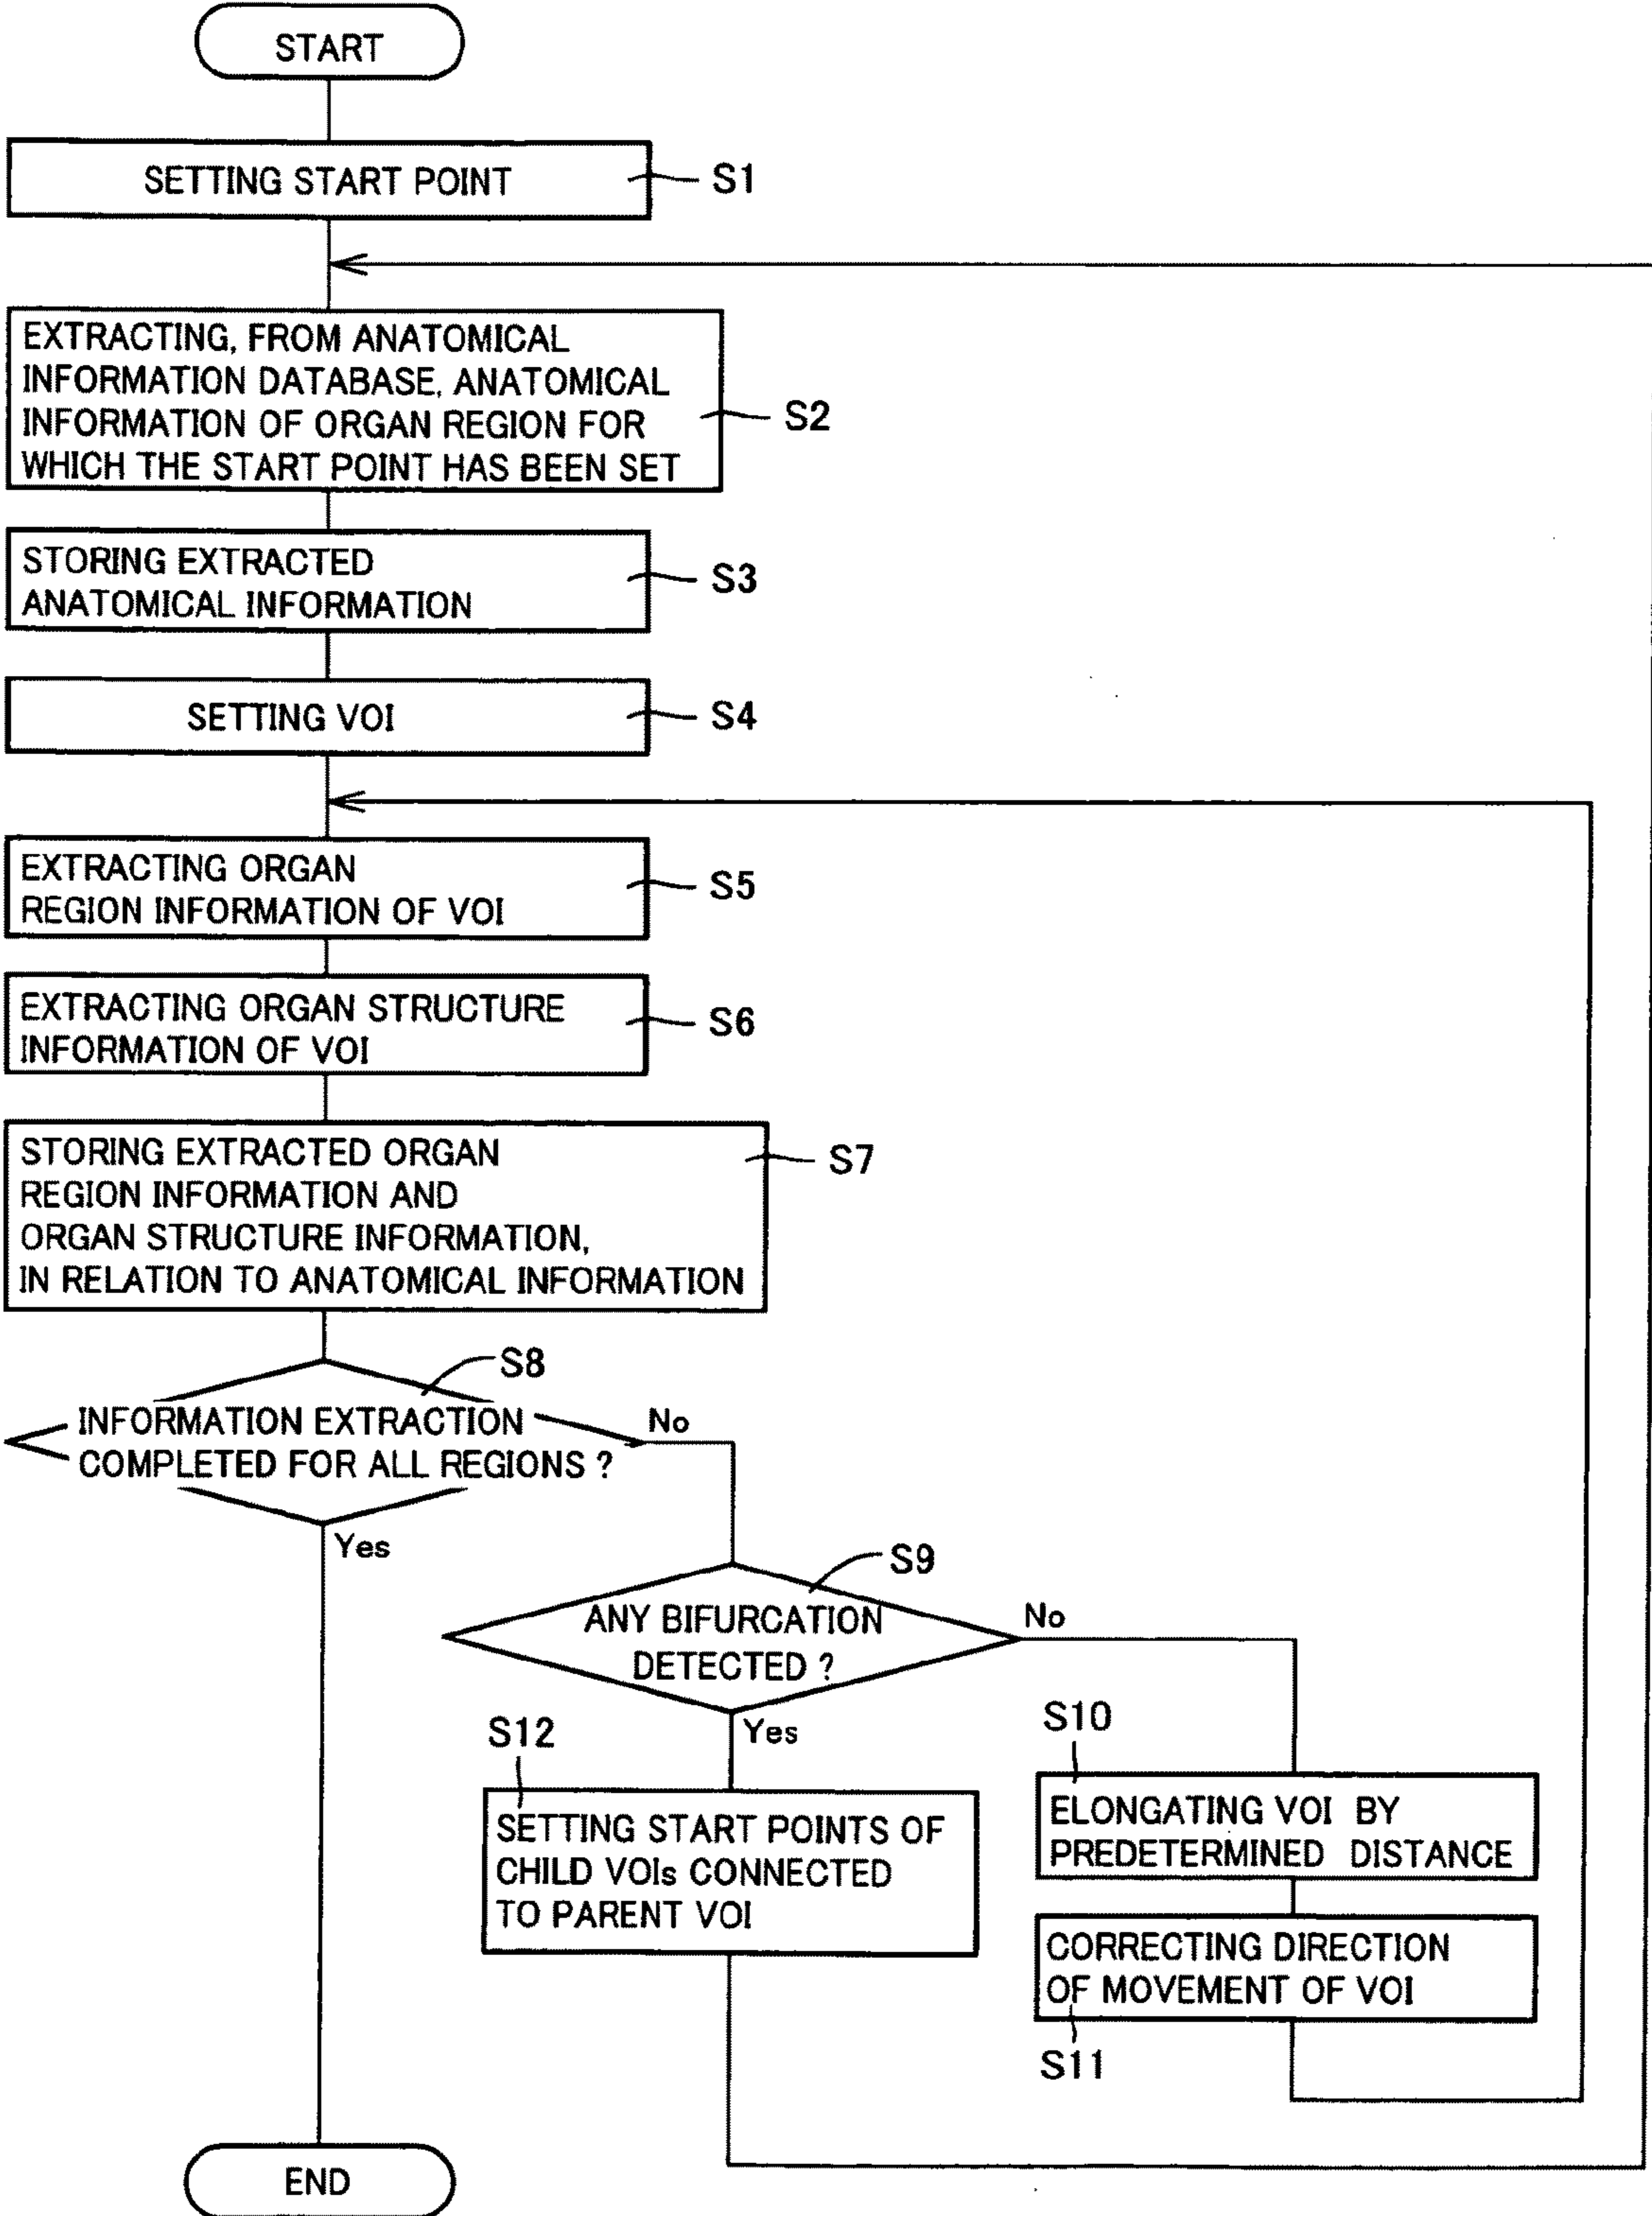 START
SETTING START POINT
S1
EXTRACTING, FROM ANATOMICAL
INFORMATION DATABASE, ANATOMICAL
INFORMATION OF ORGAN REGION FOR
WHICH THE START POINT HAS BEEN SET
S2
STORING EXTRACTED
ANATOMICAL INFORMATION
S3
SETTING VOI
S4
EXTRACTING ORGAN
REGION INFORMATION OF VOI
S5
EXTRACTING ORGAN STRUCTURE
INFORMATION OF VOI
S6
STORING EXTRACTED ORGAN
REGION INFORMATION AND
ORGAN STRUCTURE INFORMATION,
IN RELATION TO ANATOMICAL INFORMATION
S7
S8
INFORMATION EXTRACTION
COMPLETED FOR ALL REGIONS ?
No
Yes
S9
ANY BIFURCATION
DETECTED ?
No
Yes
S12
SETTING START POINTS OF
CHILD VOIs CONNECTED
TO PARENT VOI
S10
ELONGATING VOI BY
PREDETERMINED DISTANCE
CORRECTING DIRECTION
OF MOVEMENT OF VOI
S11
END